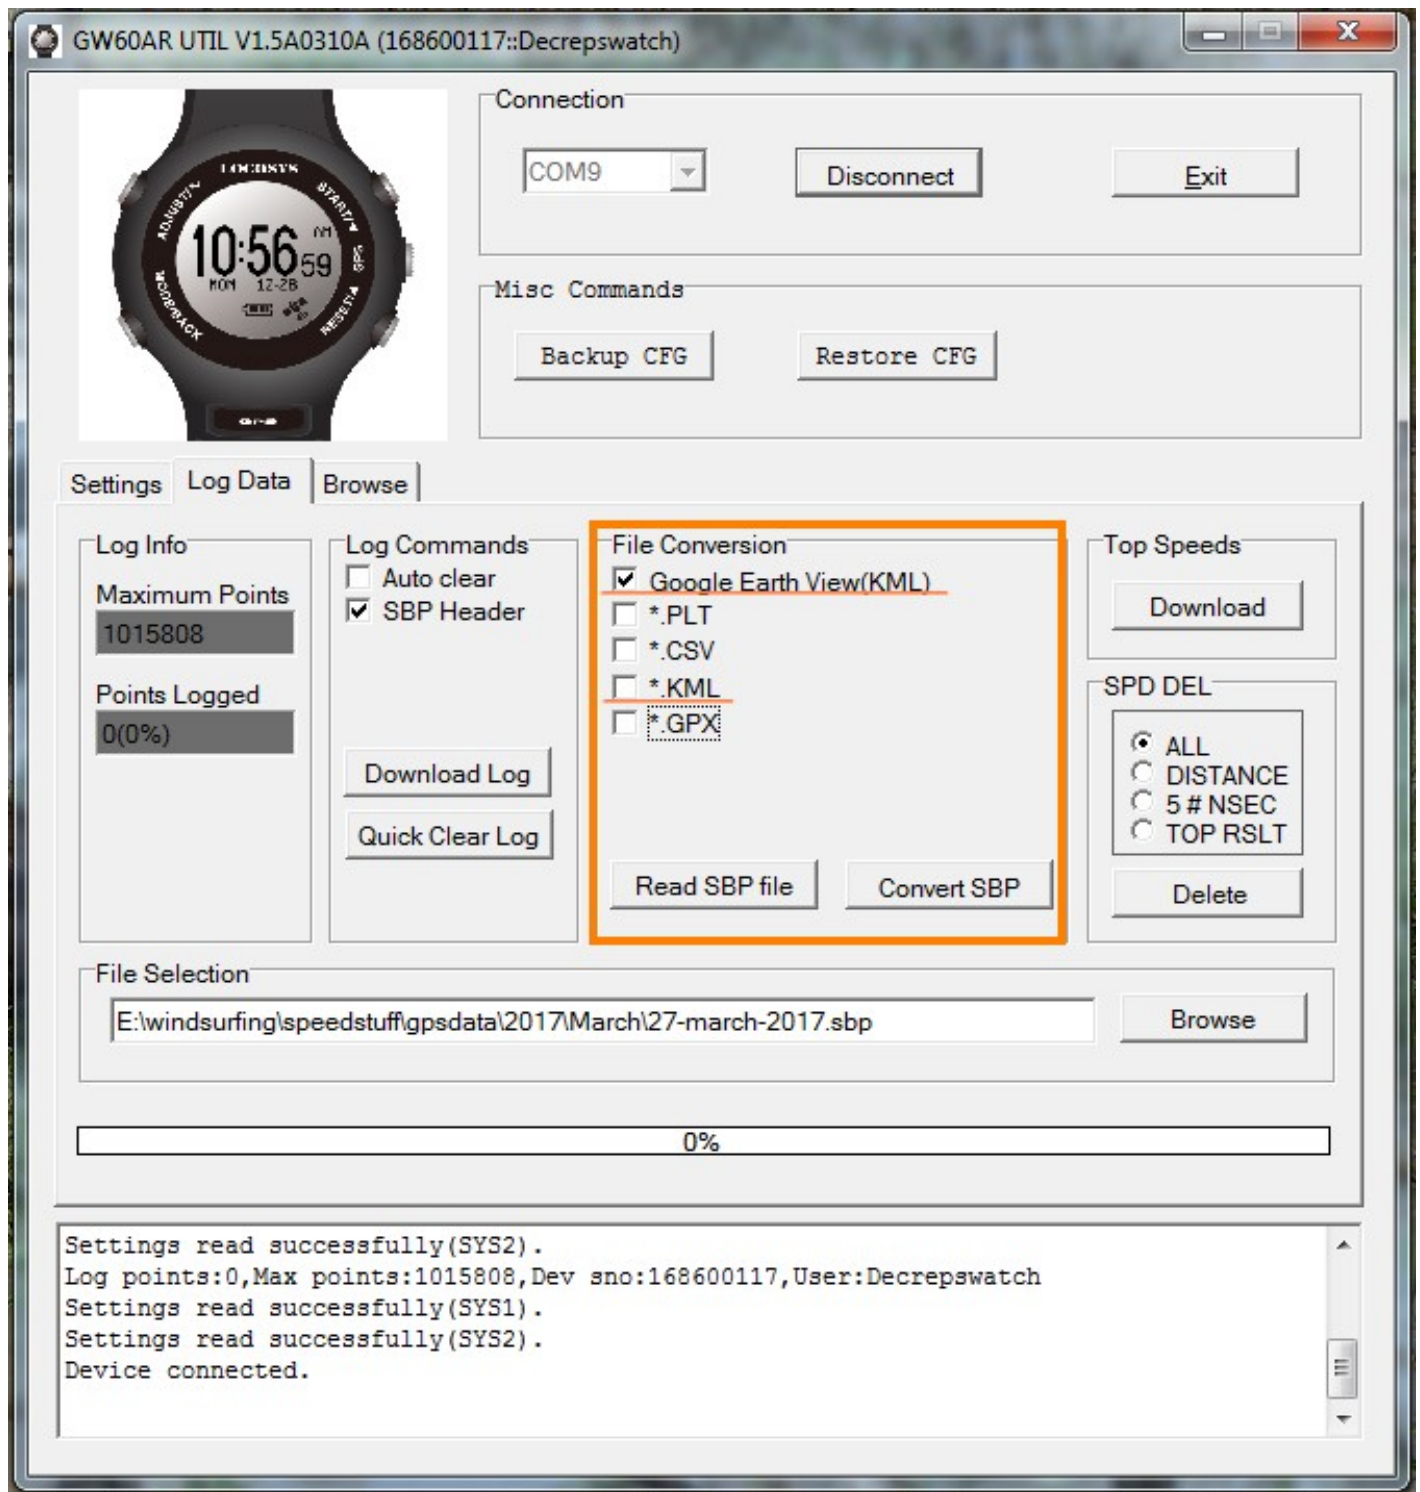 GW60AR UTIL V1.5A0310A (168600117::Decrepswatch)
LOCOSYS
ADJUST/
START/
GPS
10:56 59
AM
MON 12-28
MODE/BACK
RESET/
Connection
COM9
Disconnect
Exit
Misc Commands
Backup CFG
Restore CFG
Settings
Log Data
Browse
Log Info
Maximum Points
1015808
Points Logged
0(0%)
Log Commands
Auto clear
SBP Header
Download Log
Quick Clear Log
File Conversion
Google Earth View(KML)
*.PLT
*.CSV
*.KML
*.GPX
Read SBP file
Convert SBP
Top Speeds
Download
SPD DEL
ALL
DISTANCE
5 # NSEC
TOP RSLT
Delete
File Selection
E:\windsurfing\speedstuff\gpsdata\2017\March\27-march-2017.sbp
Browse
0%
Settings read successfully(SYS2).
Log points:0,Max points:1015808,Dev sno:168600117,User:Decrepswatch
Settings read successfully(SYS1).
Settings read successfully(SYS2).
Device connected.